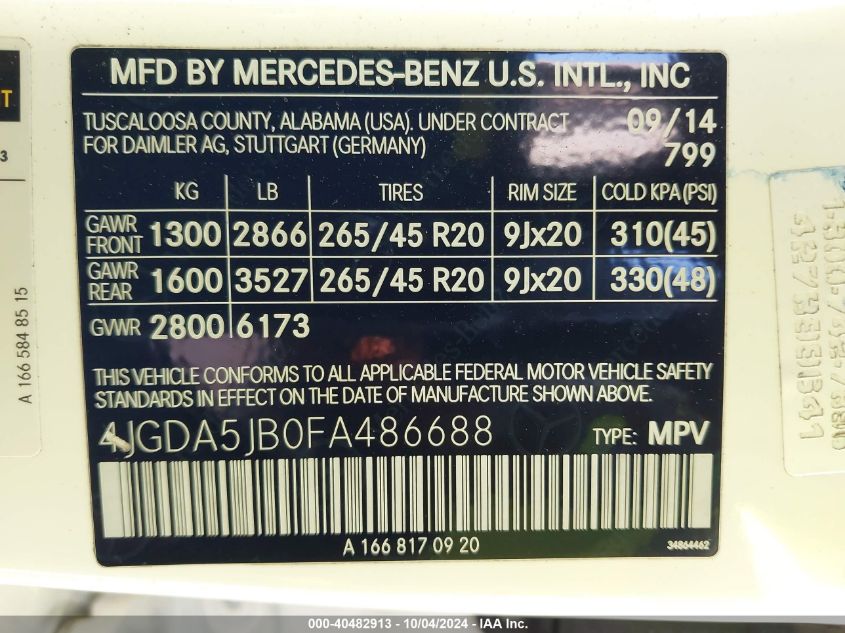 MFD BY MERCEDES-BENZ U.S. INTL., INC
TUSCALOOSA COUNTY, ALABAMA (USA). UNDER CONTRACT 09/14
FOR DAIMLER AG, STUTTGART (GERMANY) 799
KG LB TIRES RIM SIZE COLD KPA (PSI)
GAWR FRONT 1300 2866 265/45 R20 9Jx20 310(45)
GAWR REAR 1600 3527 265/45 R20 9Jx20 330(48)
GVWR 2800 6173
THIS VEHICLE CONFORMS TO ALL APPLICABLE FEDERAL MOTOR VEHICLE SAFETY
STANDARDS IN EFFECT ON THE DATE OF MANUFACTURE SHOWN ABOVE.
4JGDA5JB0FA486688 TYPE: MPV
A 166 817 09 20 34864462
A 166 584 85 15
000-40482913 - 10/04/2024 - IAA Inc.